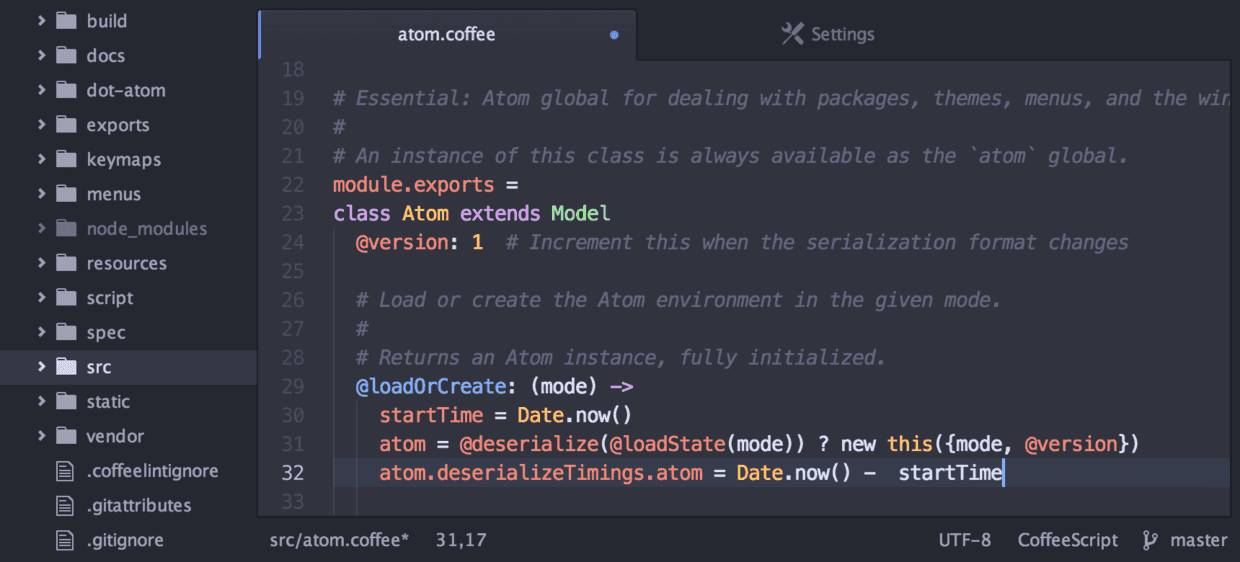 build
docs
dot-atom
exports
keymaps
menus
node_modules
resources
script
spec
src
static
vendor
.coffeelintignore
.gitattributes
.gitignore
atom.coffee
Settings
18
19 # Essential: Atom global for dealing with packages, themes, menus, and the win
20 #
21 # An instance of this class is always available as the `atom` global.
22 module.exports =
23 class Atom extends Model
24 @version: 1 # Increment this when the serialization format changes
25
26 # Load or create the Atom environment in the given mode.
27 #
28 # Returns an Atom instance, fully initialized.
29 @loadOrCreate: (mode) ->
30 startTime = Date.now()
31 atom = @deserialize(@loadState(mode)) ? new this({mode, @version})
32 atom.deserializeTimings.atom = Date.now() -  startTime
33
src/atom.coffee* 31,17 UTF-8 CoffeeScript master